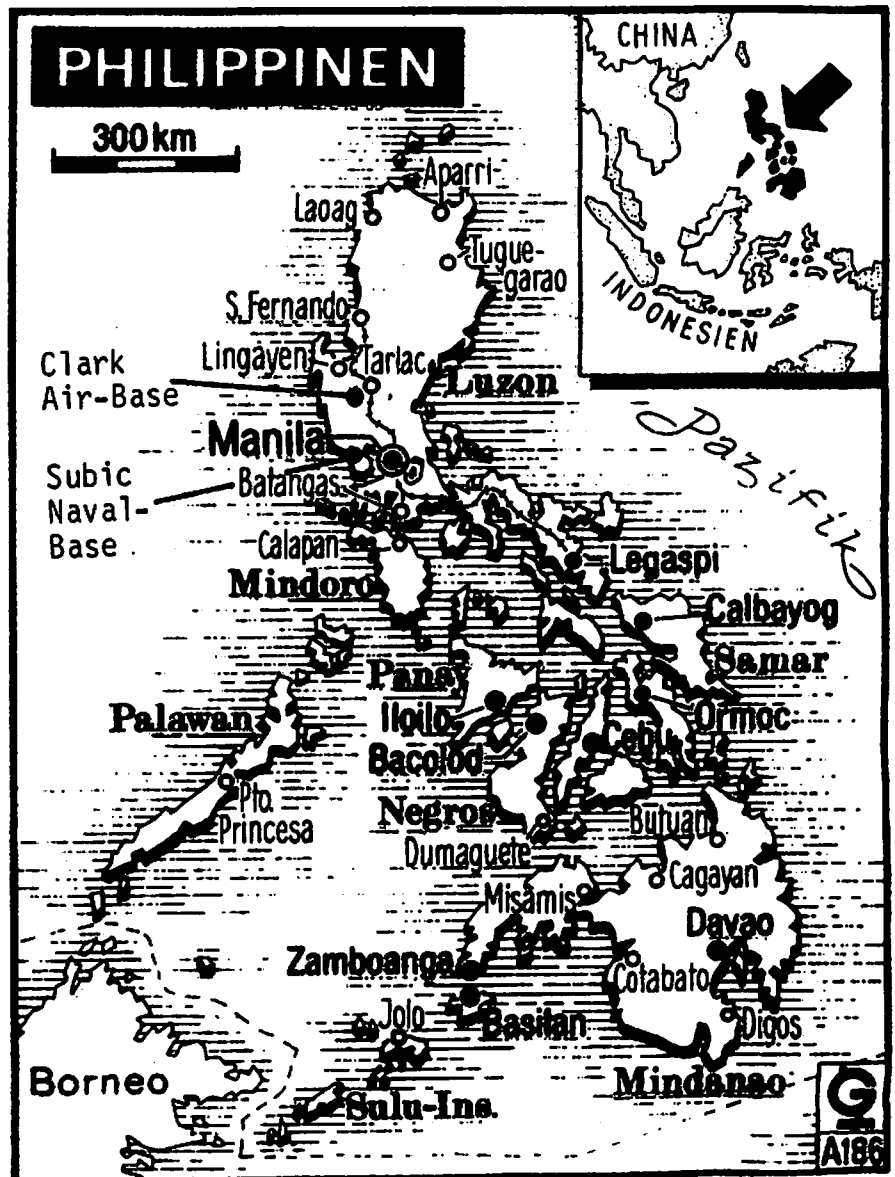 PHILIPPINEN
300 km
CHINA
INDONESIEN
Aparri
Laoag
Tugue-
garao
S. Fernando
Lingayen
Tarlac
Clark
Air-Base
Luzon
Pazifik
Manila
Subic
Naval-
Base
Batangas
Calapan
Legaspi
Mindoro
Calbayog
Samar
Panay
Iloilo
Ormoc
Palawan
Cebu
Bacolod
Pto.
Princesa
Negros
Butuan
Dumaguete
Cagayan
Misamis
Davao
Zamboanga
Cotabato
Jolo
Basilan
Digos
Borneo
Mindanao
Sulu-Ins.
G
A186